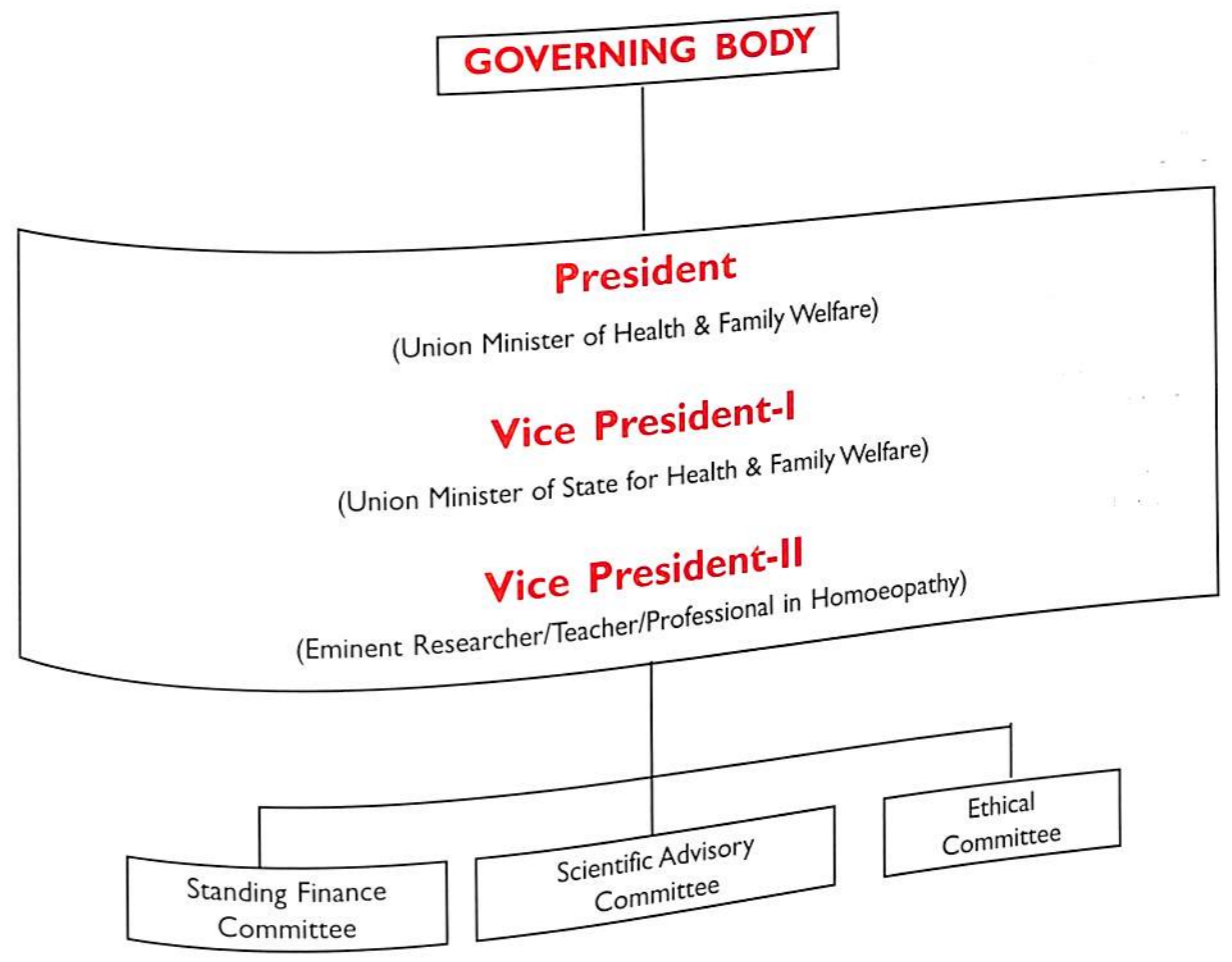 GOVERNING BODY
President
(Union Minister of Health & Family Welfare)
Vice President-I
(Union Minister of State for Health & Family Welfare)
Vice President-II
(Eminent Researcher/Teacher/Professional in Homoeopathy)
Standing Finance
Committee
Scientific Advisory
Committee
Ethical
Committee